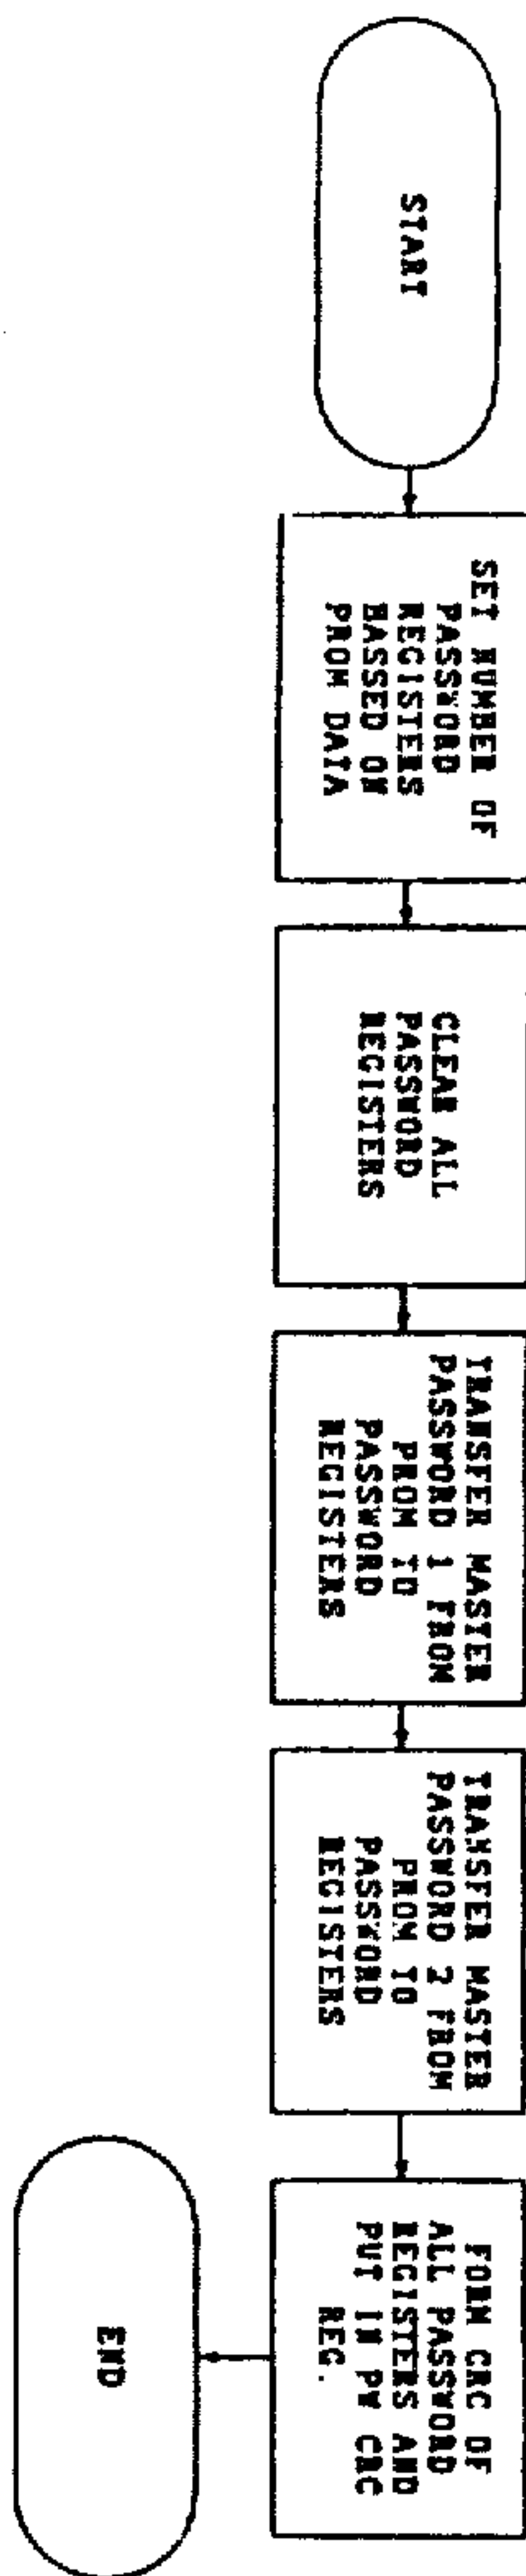 START
SET NUMBER OF
PASSWORD
REGISTERS
BASSED ON
PROM DATA
CLEAR ALL
PASSWORD
REGISTERS
TRANSFER MASTER
PASSWORD 1 FROM
PROM TO
PASSWORD
REGISTERS
TRANSFER MASTER
PASSWORD 2 FROM
PROM TO
PASSWORD
REGISTERS
FORM CRC OF
ALL PASSWORD
REGISTERS AND
PUT IN PW CRC
REG.
END